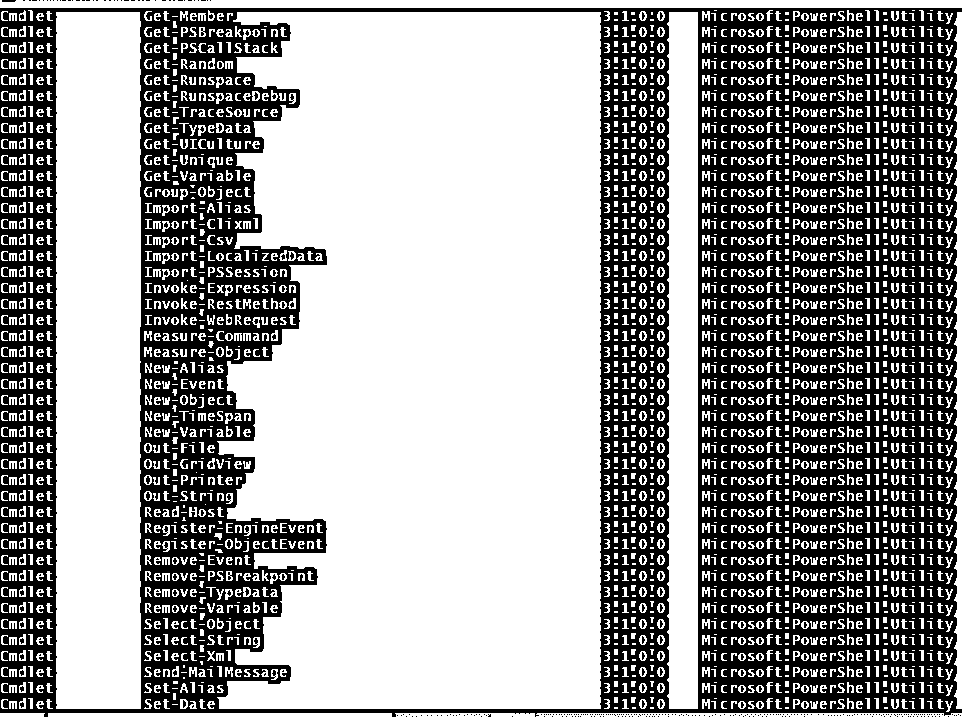 Cmdlet Get-Member 3.1.0.0 Microsoft.PowerShell.Utility
Cmdlet Get-PSBreakpoint 3.1.0.0 Microsoft.PowerShell.Utility
Cmdlet Get-PSCallStack 3.1.0.0 Microsoft.PowerShell.Utility
Cmdlet Get-Random 3.1.0.0 Microsoft.PowerShell.Utility
Cmdlet Get-Runspace 3.1.0.0 Microsoft.PowerShell.Utility
Cmdlet Get-RunspaceDebug 3.1.0.0 Microsoft.PowerShell.Utility
Cmdlet Get-TraceSource 3.1.0.0 Microsoft.PowerShell.Utility
Cmdlet Get-TypeData 3.1.0.0 Microsoft.PowerShell.Utility
Cmdlet Get-UICulture 3.1.0.0 Microsoft.PowerShell.Utility
Cmdlet Get-Unique 3.1.0.0 Microsoft.PowerShell.Utility
Cmdlet Get-Variable 3.1.0.0 Microsoft.PowerShell.Utility
Cmdlet Group-Object 3.1.0.0 Microsoft.PowerShell.Utility
Cmdlet Import-Alias 3.1.0.0 Microsoft.PowerShell.Utility
Cmdlet Import-Clixml 3.1.0.0 Microsoft.PowerShell.Utility
Cmdlet Import-Csv 3.1.0.0 Microsoft.PowerShell.Utility
Cmdlet Import-LocalizedData 3.1.0.0 Microsoft.PowerShell.Utility
Cmdlet Import-PSSession 3.1.0.0 Microsoft.PowerShell.Utility
Cmdlet Invoke-Expression 3.1.0.0 Microsoft.PowerShell.Utility
Cmdlet Invoke-RestMethod 3.1.0.0 Microsoft.PowerShell.Utility
Cmdlet Invoke-WebRequest 3.1.0.0 Microsoft.PowerShell.Utility
Cmdlet Measure-Command 3.1.0.0 Microsoft.PowerShell.Utility
Cmdlet Measure-Object 3.1.0.0 Microsoft.PowerShell.Utility
Cmdlet New-Alias 3.1.0.0 Microsoft.PowerShell.Utility
Cmdlet New-Event 3.1.0.0 Microsoft.PowerShell.Utility
Cmdlet New-Object 3.1.0.0 Microsoft.PowerShell.Utility
Cmdlet New-TimeSpan 3.1.0.0 Microsoft.PowerShell.Utility
Cmdlet New-Variable 3.1.0.0 Microsoft.PowerShell.Utility
Cmdlet Out-File 3.1.0.0 Microsoft.PowerShell.Utility
Cmdlet Out-GridView 3.1.0.0 Microsoft.PowerShell.Utility
Cmdlet Out-Printer 3.1.0.0 Microsoft.PowerShell.Utility
Cmdlet Out-String 3.1.0.0 Microsoft.PowerShell.Utility
Cmdlet Read-Host 3.1.0.0 Microsoft.PowerShell.Utility
Cmdlet Register-EngineEvent 3.1.0.0 Microsoft.PowerShell.Utility
Cmdlet Register-ObjectEvent 3.1.0.0 Microsoft.PowerShell.Utility
Cmdlet Remove-Event 3.1.0.0 Microsoft.PowerShell.Utility
Cmdlet Remove-PSBreakpoint 3.1.0.0 Microsoft.PowerShell.Utility
Cmdlet Remove-TypeData 3.1.0.0 Microsoft.PowerShell.Utility
Cmdlet Remove-Variable 3.1.0.0 Microsoft.PowerShell.Utility
Cmdlet Select-Object 3.1.0.0 Microsoft.PowerShell.Utility
Cmdlet Select-String 3.1.0.0 Microsoft.PowerShell.Utility
Cmdlet Select-Xml 3.1.0.0 Microsoft.PowerShell.Utility
Cmdlet Send-MailMessage 3.1.0.0 Microsoft.PowerShell.Utility
Cmdlet Set-Alias 3.1.0.0 Microsoft.PowerShell.Utility
Cmdlet Set-Date 3.1.0.0 Microsoft.PowerShell.Utility